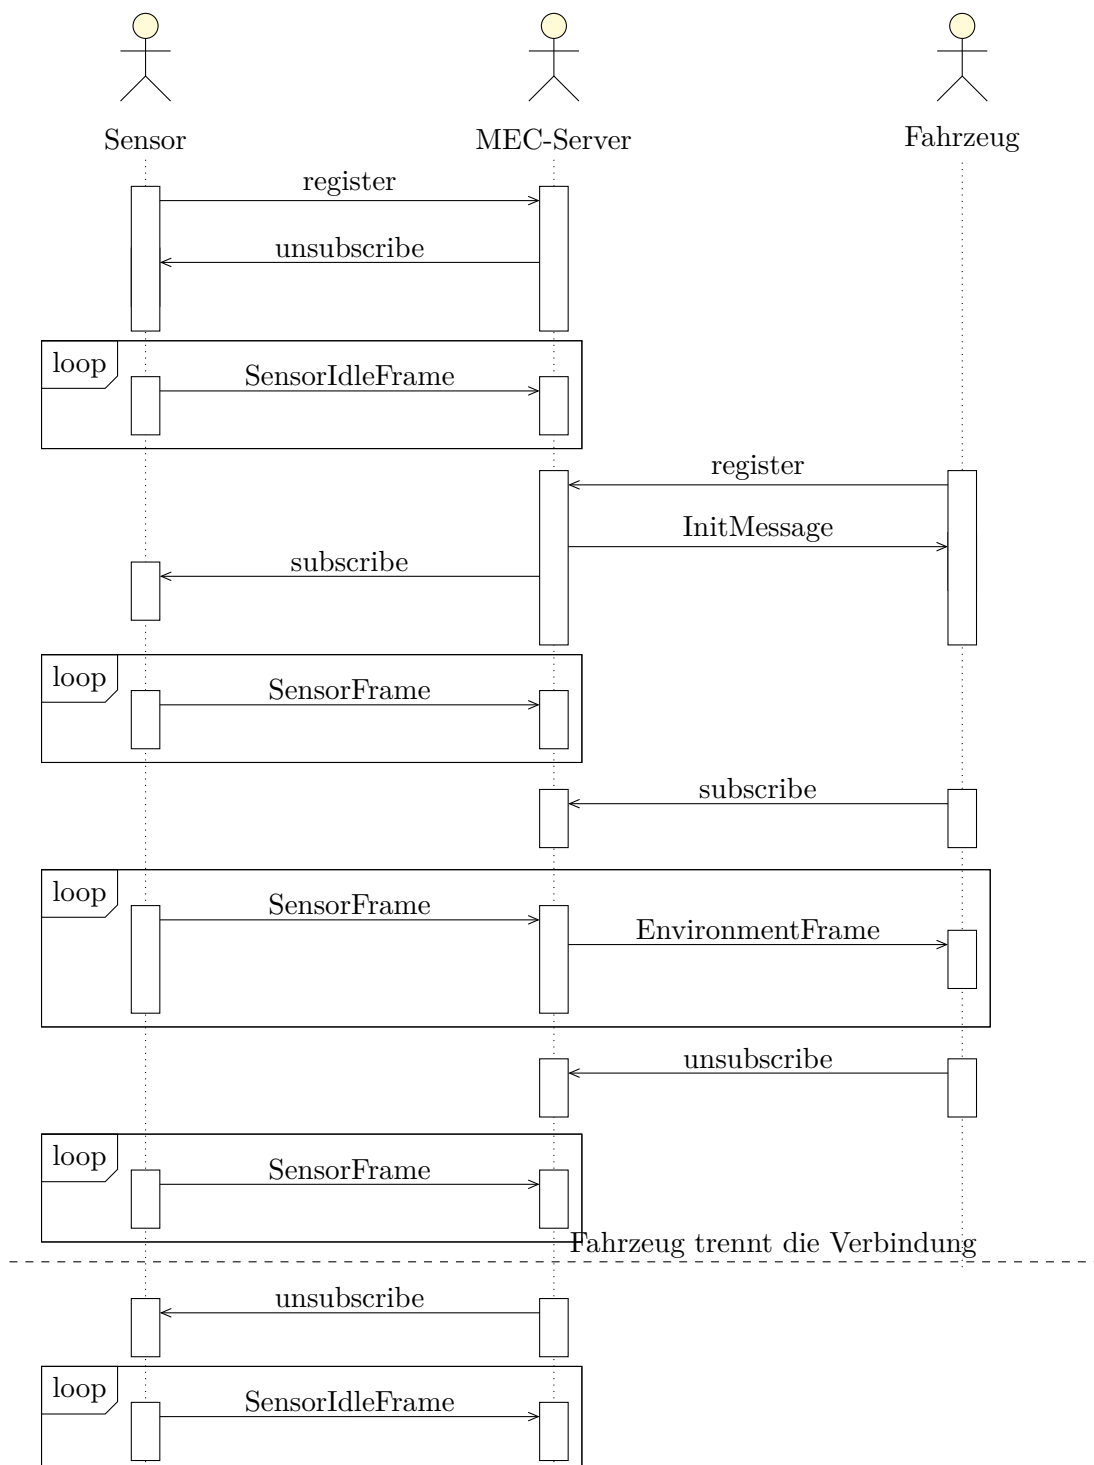 Sensor
MEC-Server
Fahrzeug
register
unsubscribe
loop
SensorIdleFrame
register
InitMessage
subscribe
loop
SensorFrame
subscribe
loop
SensorFrame
EnvironmentFrame
unsubscribe
loop
SensorFrame
Fahrzeug trennt die Verbindung
unsubscribe
loop
SensorIdleFrame